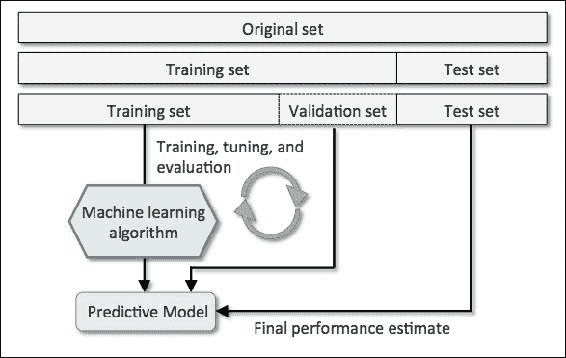 Original set
Training set
Test set
Training set
Validation set
Test set
Training, tuning, and
evaluation
Machine learning
algorithm
Predictive Model
Final performance estimate